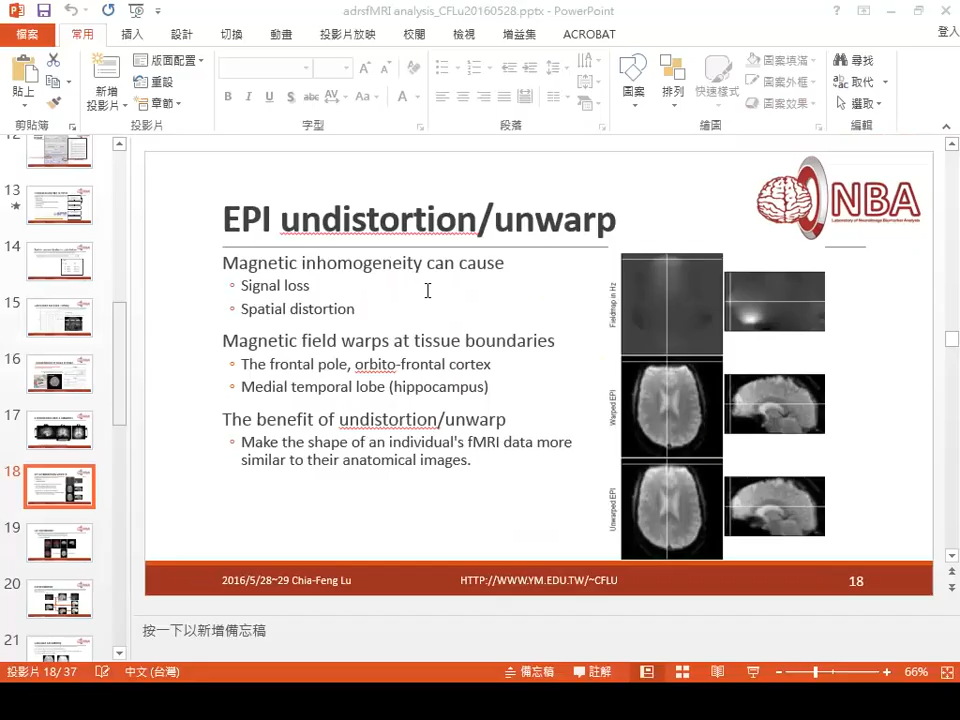 adrsfMRI analysis_CFLu20160528.pptx - PowerPoint
登入
檔案
常用
插入
設計
切換
動畫
投影片放映
校閱
檢視
增益集
ACROBAT
貼上
新增
投影片
版面配置
重設
章節
B I U S abc AV Aa A
圖案
排列
快速樣式
圖案填滿
圖案外框
圖案效果
尋找
取代
選取
剪貼簿
投影片
字型
段落
繪圖
編輯
12
13
14
15
16
17
18
19
20
21
NBA
Laboratory of Neuroimage Biomarker Analysis
EPI undistortion/unwarp
Magnetic inhomogeneity can cause
◦ Signal loss
◦ Spatial distortion
Magnetic field warps at tissue boundaries
◦ The frontal pole, orbito-frontal cortex
◦ Medial temporal lobe (hippocampus)
The benefit of undistortion/unwarp
◦ Make the shape of an individual's fMRI data more
similar to their anatomical images.
Fieldmap in Hz
Warped EPI
Unwarped EPI
2016/5/28~29 Chia-Feng Lu
HTTP://WWW.YM.EDU.TW/~CFLU
18
按一下以新增備忘稿
投影片 18/ 37
中文 (台灣)
備忘稿
註解
66%